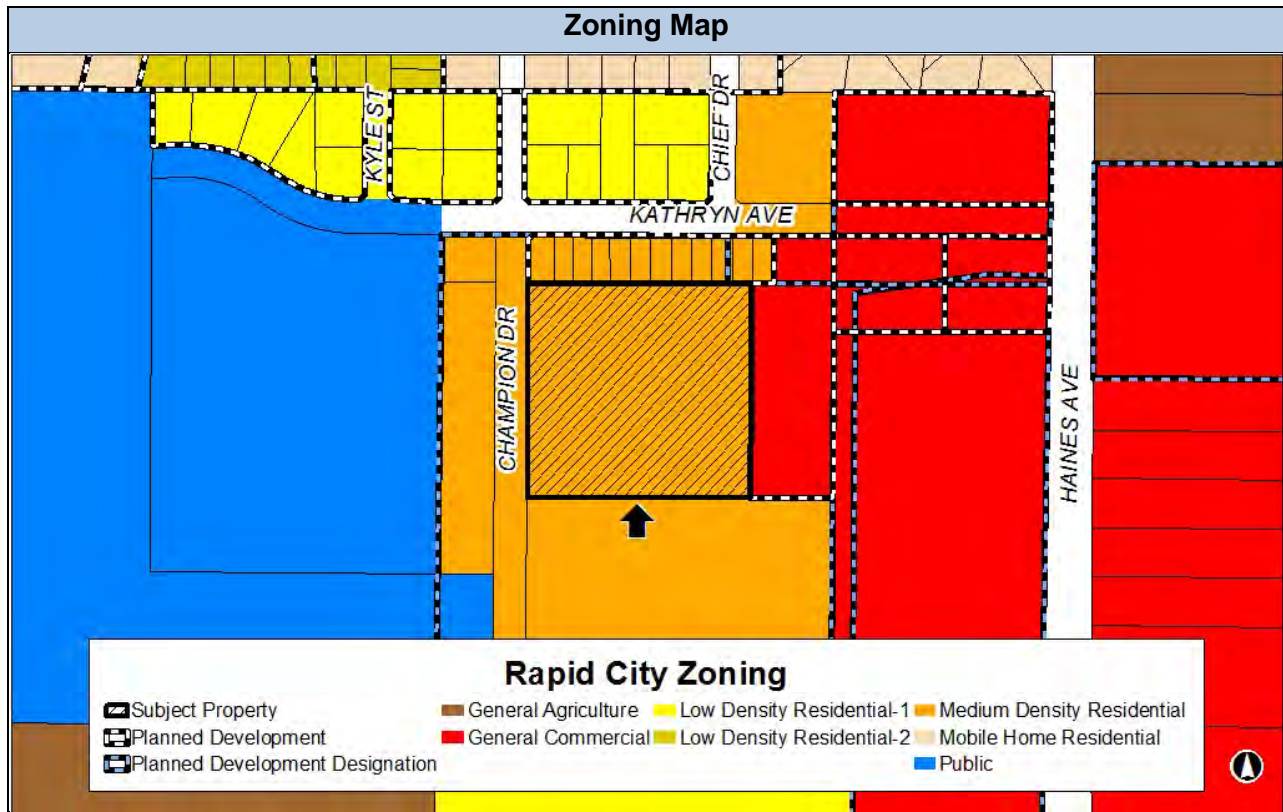 Zoning Map
KYLE ST
CHIEF DR
KATHRYN AVE
CHAMPION DR
HAINES AVE
Rapid City Zoning
Subject Property
Planned Development
Planned Development Designation
General Agriculture
General Commercial
Low Density Residential-1
Low Density Residential-2
Medium Density Residential
Mobile Home Residential
Public